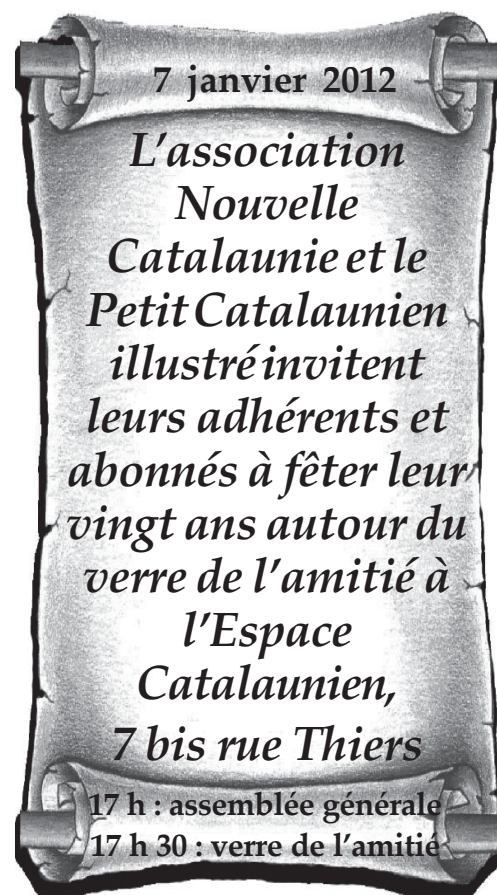 7 janvier 2012
L'association
Nouvelle
Catalaunie et le
Petit Catalaunien
illustré invitent
leurs adhérents et
abonnés à fêter leur
vingt ans autour du
verre de l'amitié à
l'Espace
Catalaunien,
7 bis rue Thiers
17 h : assemblée générale
17 h 30 : verre de l'amitié